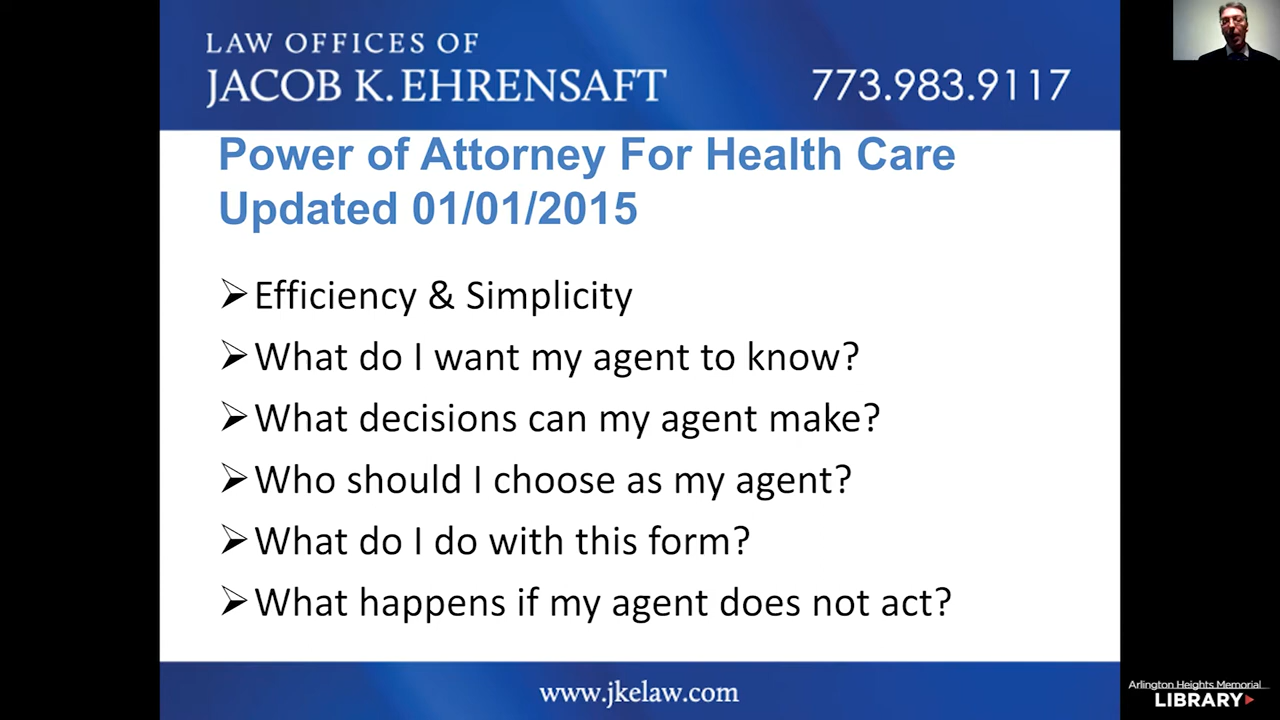 LAW OFFICES OF
JACOB K. EHRENSAFT
773.983.9117
Power of Attorney For Health Care
Updated 01/01/2015
➢Efficiency & Simplicity
➢What do I want my agent to know?
➢What decisions can my agent make?
➢Who should I choose as my agent?
➢What do I do with this form?
➢What happens if my agent does not act?
www.jkelaw.com
Arlington Heights Memorial
LIBRARY